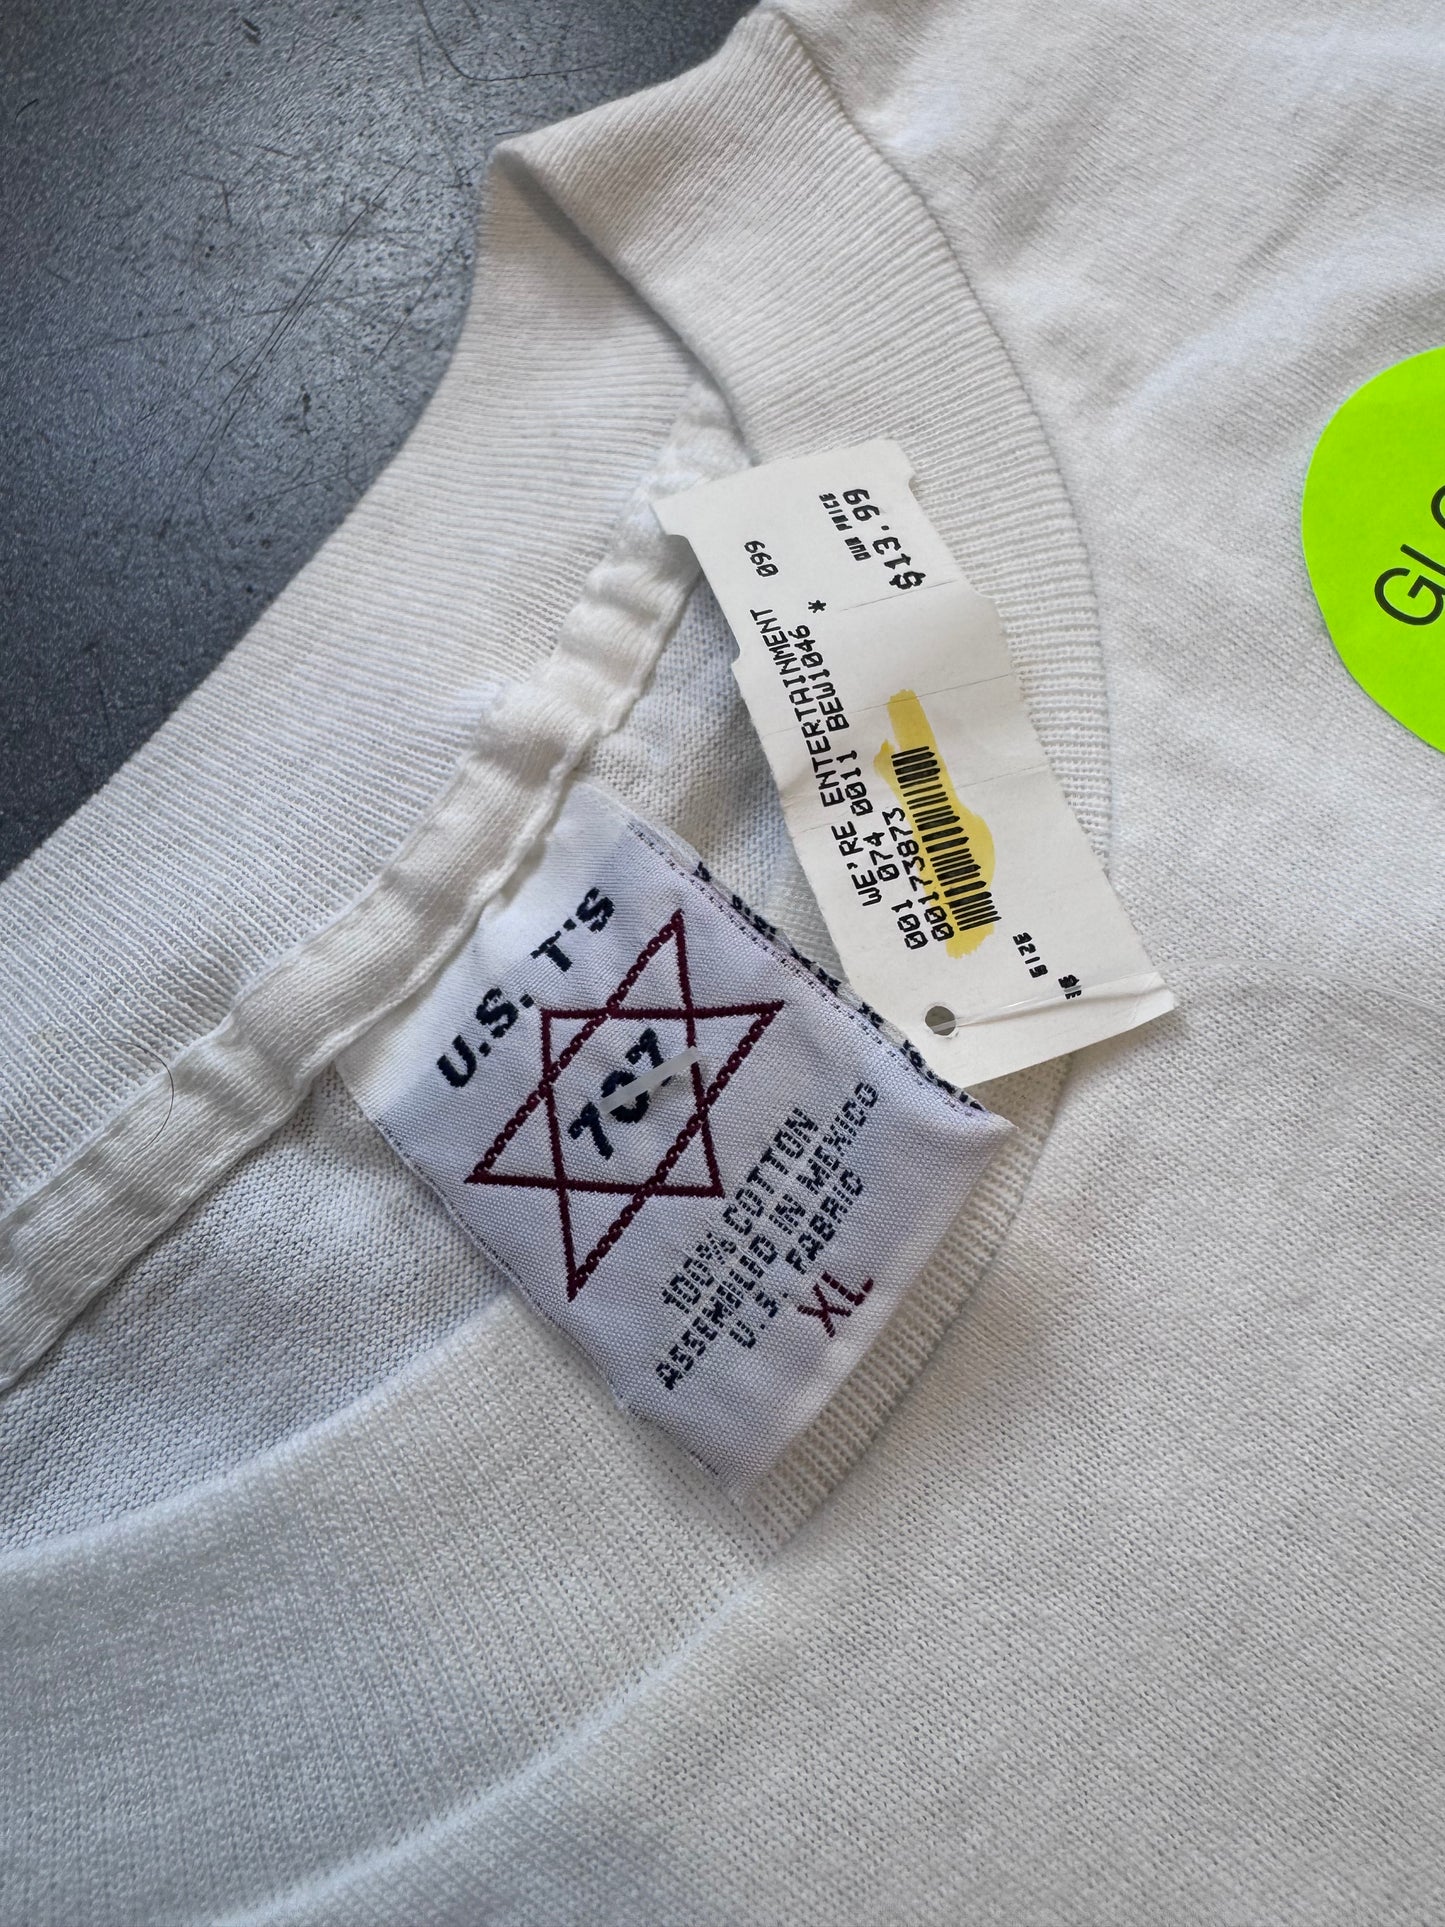 U.S. T'S
707
100% COTTON
ASSEMBLED IN MEXICO
U.S. FABRIC
XL
099
OUR PRICE
$13.99
WE'RE ENTERTAINMENT
001 074 0011 BEW1046 *
00173873
SIZE